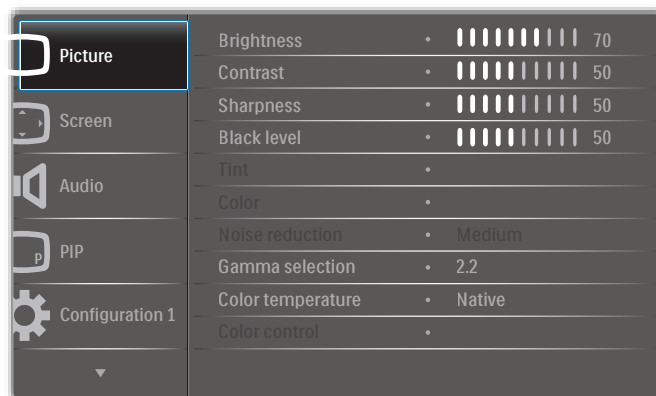 Picture
Screen
Audio
p PIP
Configuration 1
Brightness • 70
Contrast • 50
Sharpness • 50
Black level • 50
Tint •
Color •
Noise reduction • Medium
Gamma selection • 2.2
Color temperature • Native
Color control •